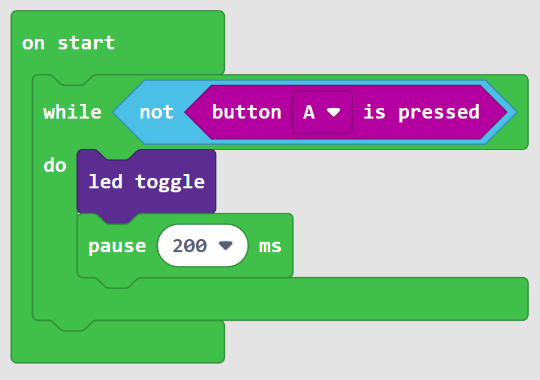 on start
while not button A is pressed
do
led toggle
pause 200 ms